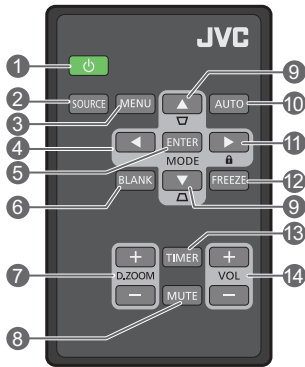 JVC
1
9
2
SOURCE
MENU
AUTO
10
3
4
ENTER
11
MODE
5
BLANK
FREEZE
12
6
9
13
+
TIMER
+
7
D.ZOOM
VOL
14
−
MUTE
−
8